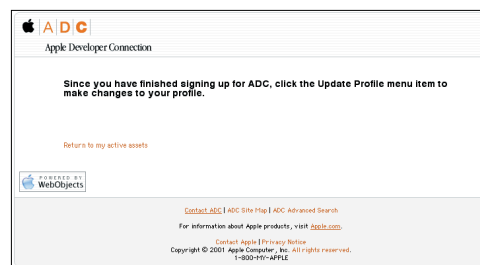 ADC
Apple Developer Connection
Since you have finished signing up for ADC, click the Update Profile menu item to
make changes to your profile.
Return to my active assets
POWERED BY
WebObjects
Contact ADC | ADC Site Map | ADC Advanced Search
For information about Apple products, visit Apple.com.
Contact Apple | Privacy Notice
Copyright © 2001 Apple Computer, Inc. All rights reserved.
1-800-MY-APPLE